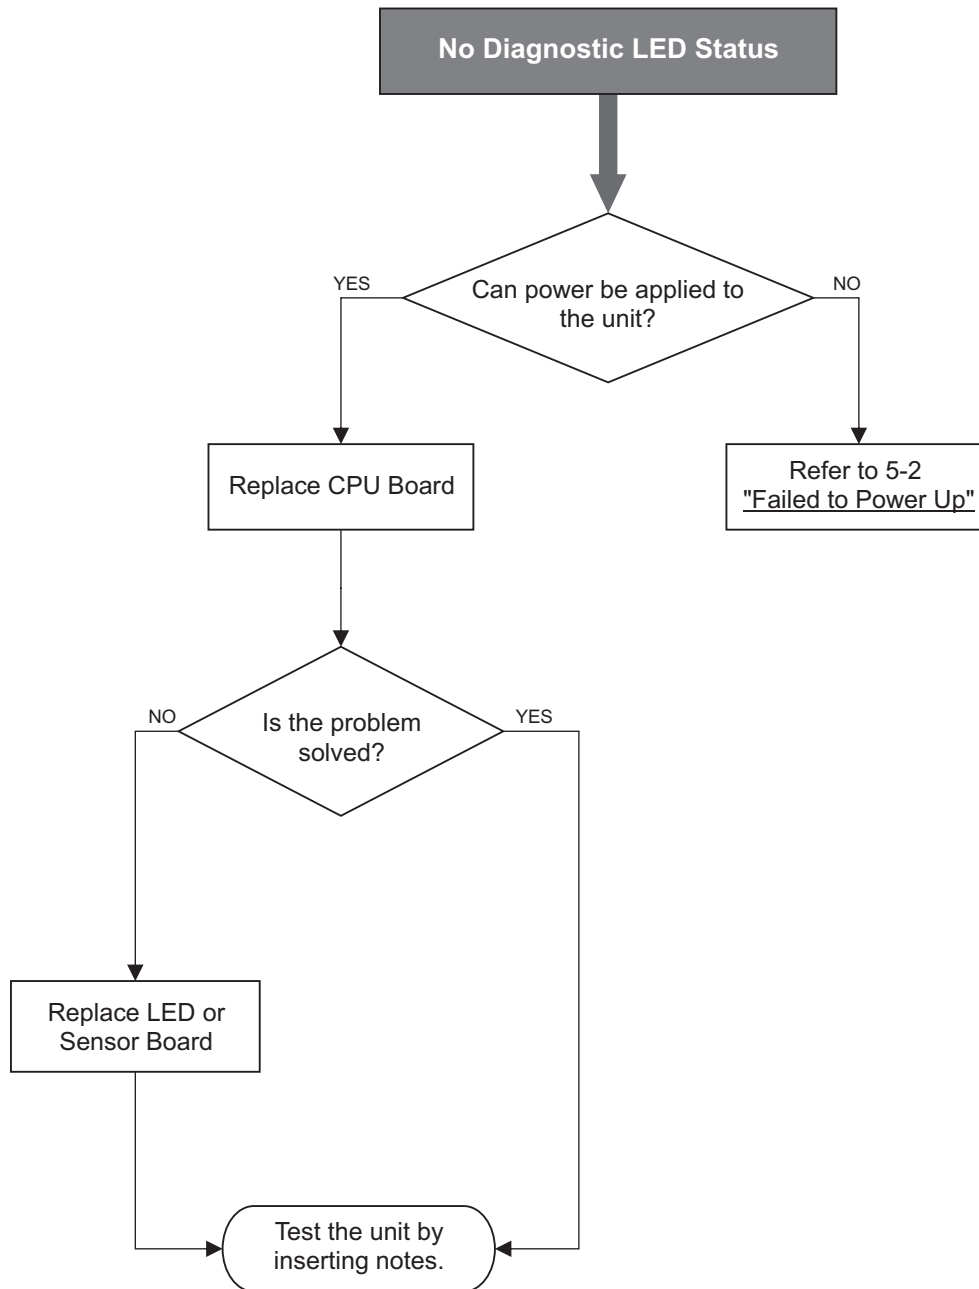 No Diagnostic LED Status
YES
Can power be applied to
the unit?
NO
Replace CPU Board
Refer to 5-2
"Failed to Power Up"
NO
Is the problem
solved?
YES
Replace LED or
Sensor Board
Test the unit by
inserting notes.